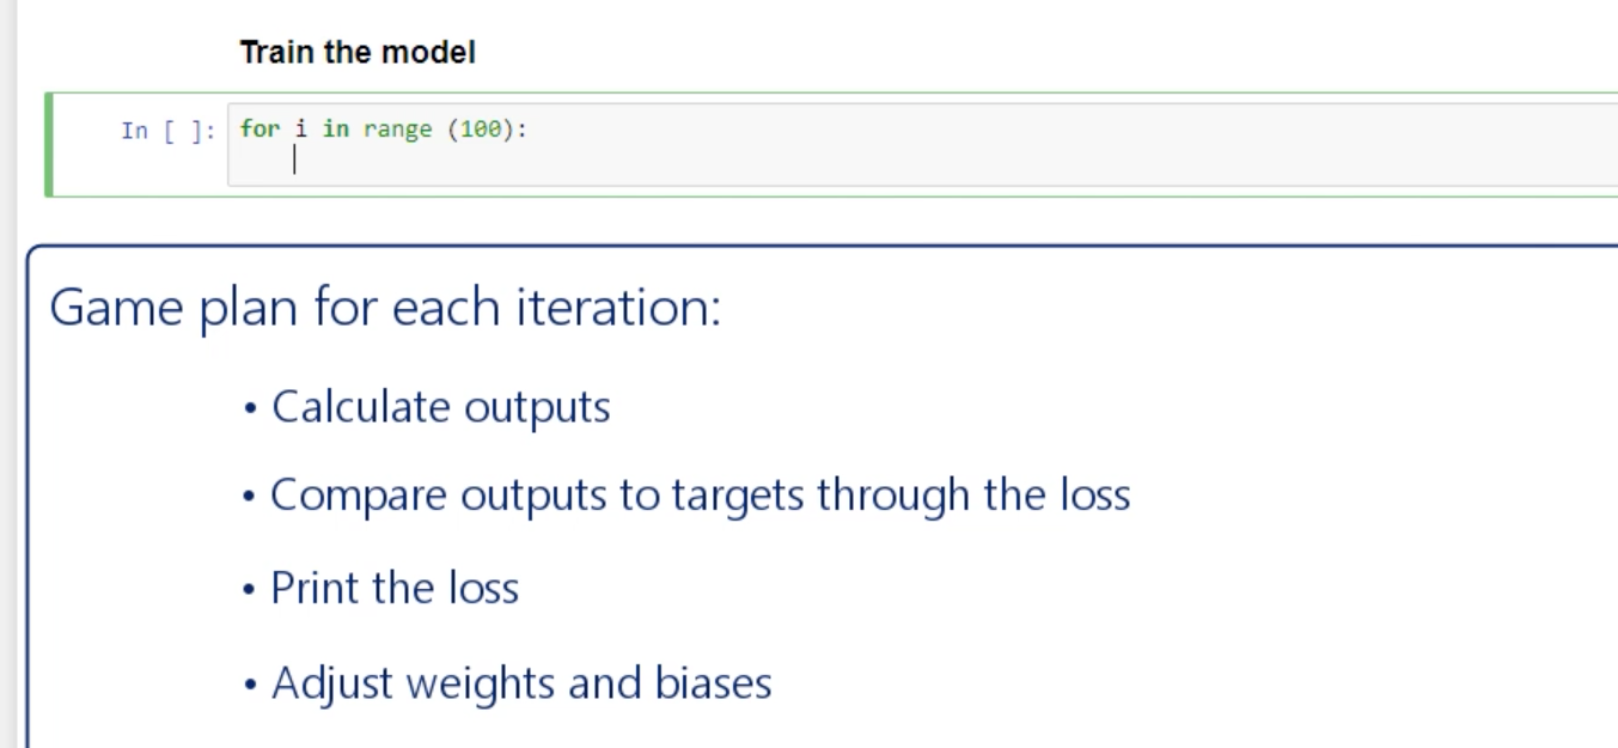 Train the model
In [ ]: for i in range (100):
Game plan for each iteration:
• Calculate outputs
• Compare outputs to targets through the loss
• Print the loss
• Adjust weights and biases